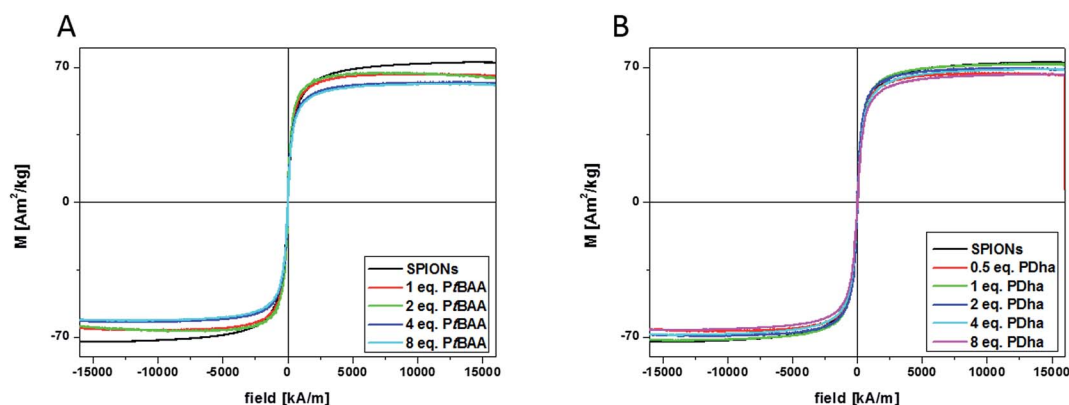 A
M [Am²/kg]
70
0
-70
-15000 -10000 -5000 0 5000 10000 15000
field [kA/m]
SPIONs
1 eq. PtBAA
2 eq. PtBAA
4 eq. PtBAA
8 eq. PtBAA
B
M [Am²/kg]
70
0
-70
-15000 -10000 -5000 0 5000 10000 15000
field [kA/m]
SPIONs
0.5 eq. PDha
1 eq. PDha
2 eq. PDha
4 eq. PDha
8 eq. PDha